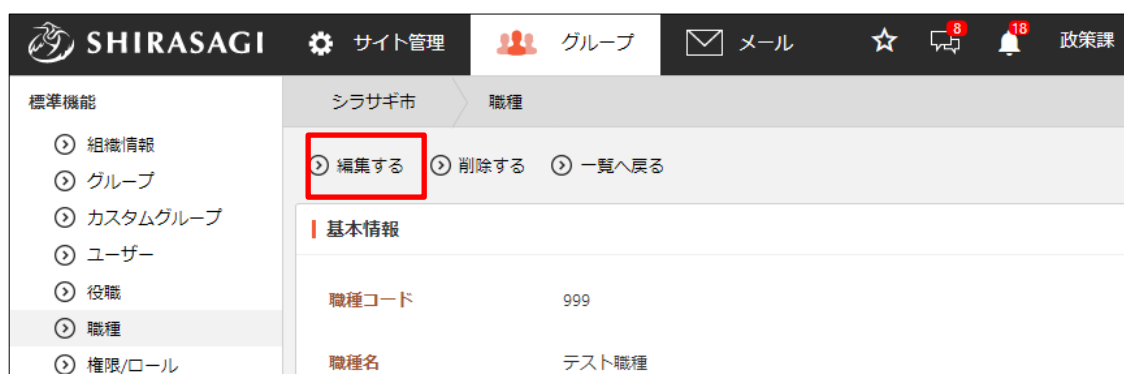 SHIRASAGI サイト管理 グループ メール 8 18 政策課
標準機能
組織情報
グループ
カスタムグループ
ユーザー
役職
職種
権限/ロール
シラサギ市 職種
編集する 削除する 一覧へ戻る
基本情報
職種コード 999
職種名 テスト職種